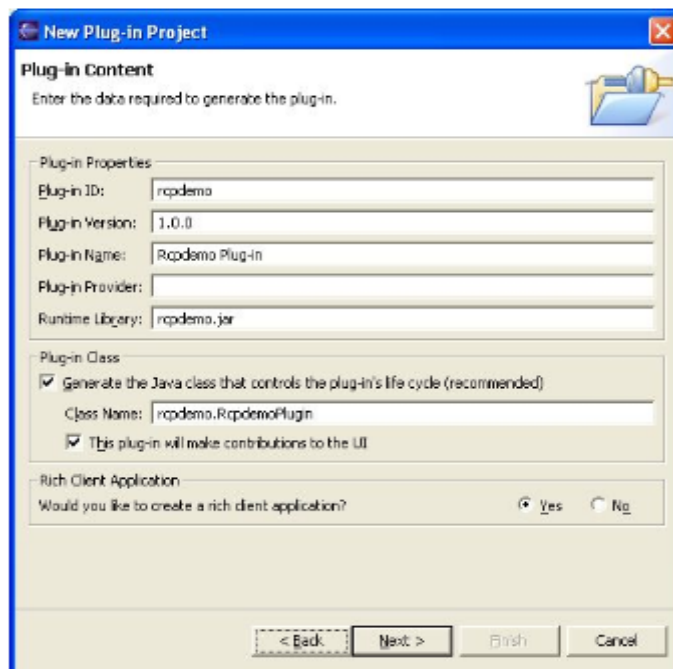 New Plug-in Project
Plug-in Content
Enter the data required to generate the plug-in.
Plug-in Properties
Plug-in ID: rcpdemo
Plug-in Version: 1.0.0
Plug-in Name: Rcpdemo Plug-in
Plug-in Provider:
Runtime Library: rcpdemo.jar
Plug-in Class
Generate the Java class that controls the plug-in's life cycle (recommended)
Class Name: rcpdemo.RcpdemoPlugin
This plug-in will make contributions to the UI
Rich Client Application
Would you like to create a rich client application? Yes No
< Back Next > Finish Cancel